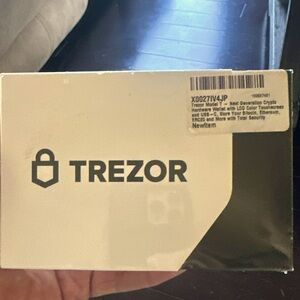 X0027IV4JP
Trezor Model T - Next Generation Crypto
Hardware Wallet with LCD Color Touchscreen
and USB-C, Store Your Bitcoin, Ethereum,
ERC20 and More with Total Security
NewItem
TREZOR